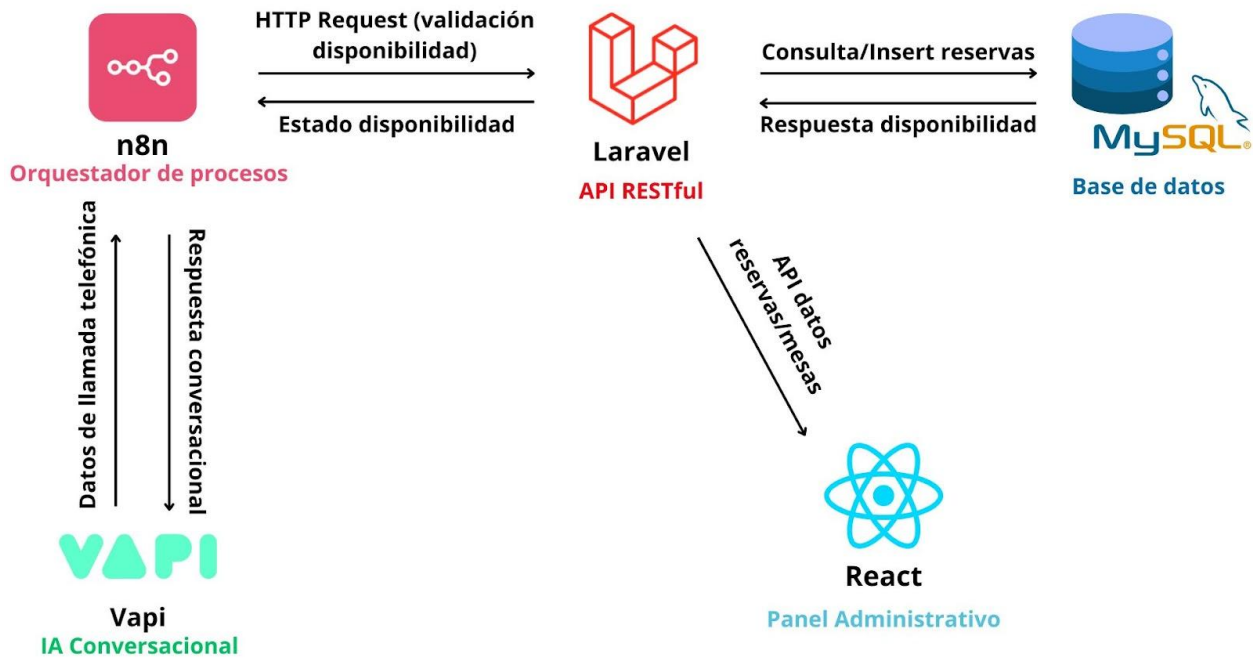 HTTP Request (validación
disponibilidad)
Estado disponibilidad
n8n
Orquestador de procesos
Laravel
API RESTful
Consulta/Insert reservas
Respuesta disponibilidad
MySQL®
Base de datos
Datos de llamada telefónica
Respuesta conversacional
API datos
reservas/mesas
VAPI
Vapi
IA Conversacional
React
Panel Administrativo